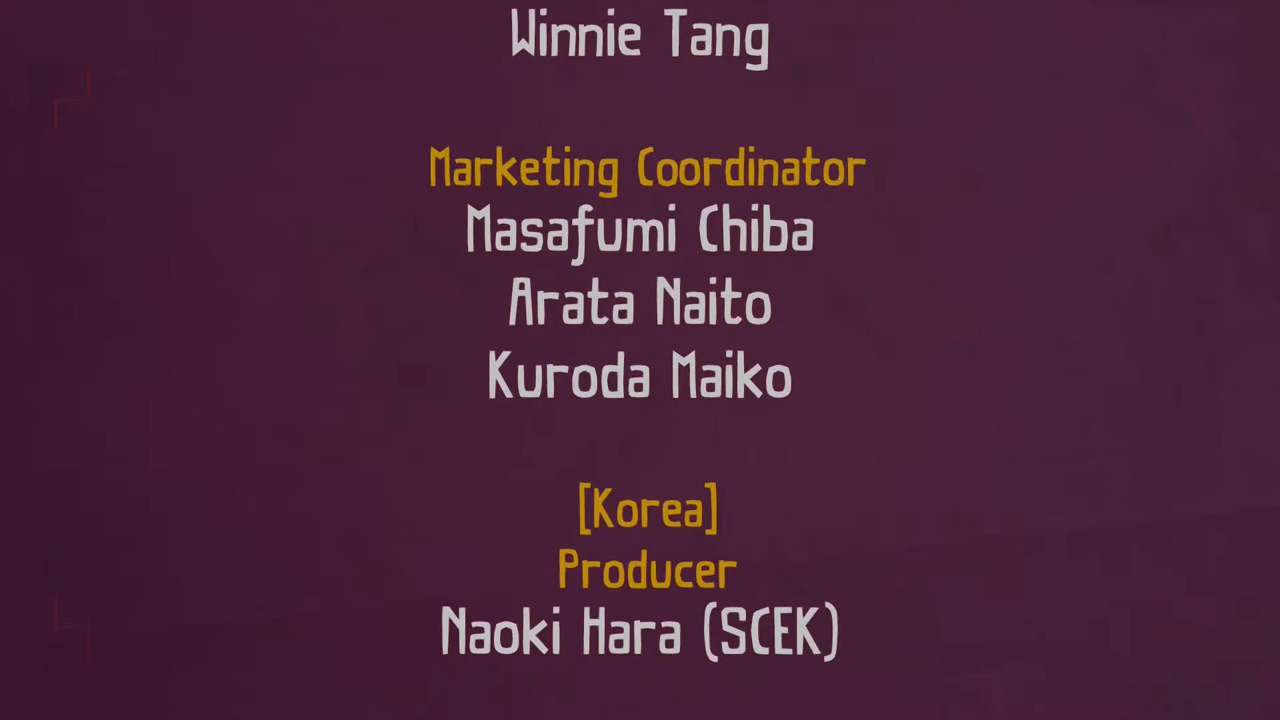 Winnie Tang
Marketing Coordinator
Masafumi Chiba
Arata Naito
Kuroda Maiko
[Korea]
Producer
Naoki Hara (SCEK)